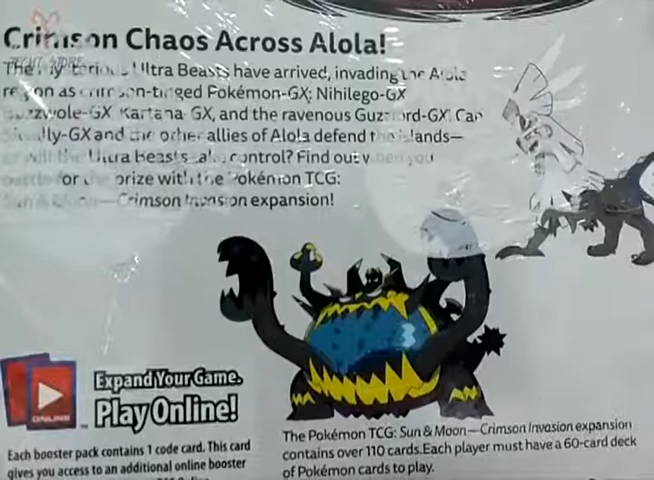 Crimson Chaos Across Alola!
The Mysterious Ultra Beasts have arrived, invading the Alola
region as crimson-tinged Pokémon-GX: Nihilego-GX
Buzzwole-GX Kartana-GX, and the ravenous Guzzlord-GX! Can
Silvally-GX and the other allies of Alola defend the islands—
or will the Ultra Beasts take control? Find out when you
battle for the prize with the Pokémon TCG:
Sun & Moon—Crimson Invasion expansion!
Expand Your Game.
Play Online!
ONLINE
Each booster pack contains 1 code card. This card
gives you access to an additional online booster
The Pokémon TCG: Sun & Moon—Crimson Invasion expansion
contains over 110 cards. Each player must have a 60-card deck
of Pokémon cards to play.